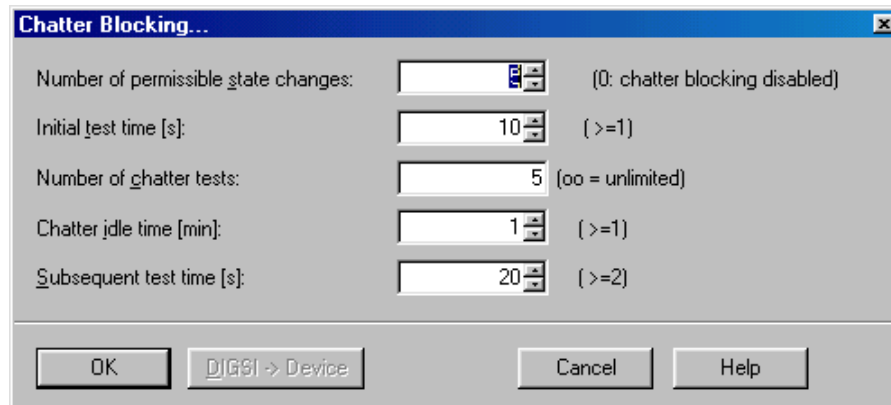 Chatter Blocking...
Number of permissible state changes: (0: chatter blocking disabled)
Initial test time [s]: 10 ( >=1)
Number of chatter tests: 5 (oo = unlimited)
Chatter idle time [min]: 1 ( >=1)
Subsequent test time [s]: 20 ( >=2)
OK DIGSI -> Device Cancel Help